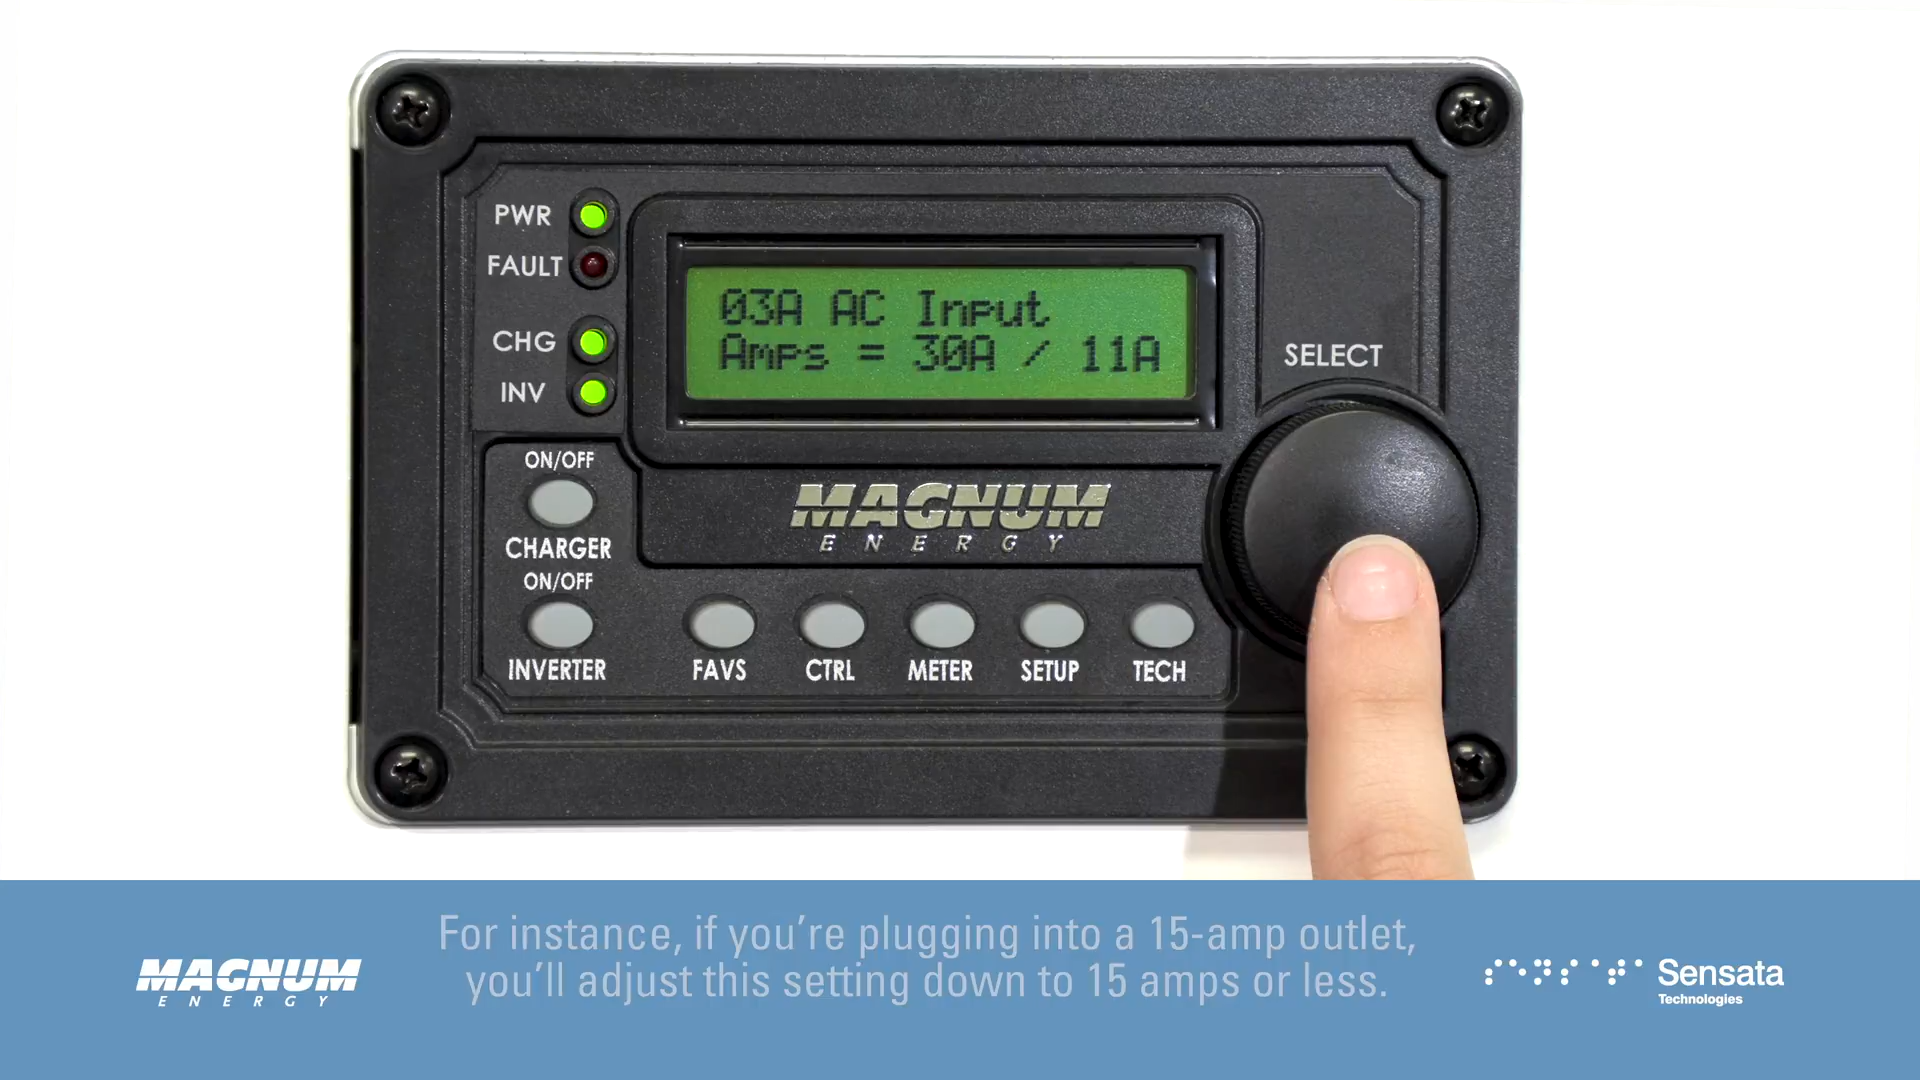 PWR
FAULT
CHG
INV
03A AC Input
Amps = 30A / 11A
SELECT
ON/OFF
CHARGER
ON/OFF
INVERTER
MAGNUM
ENERGY
FAVS
CTRL
METER
SETUP
TECH
For instance, if you’re plugging into a 15-amp outlet,
you’ll adjust this setting down to 15 amps or less.
MAGNUM
ENERGY
Sensata
Technologies